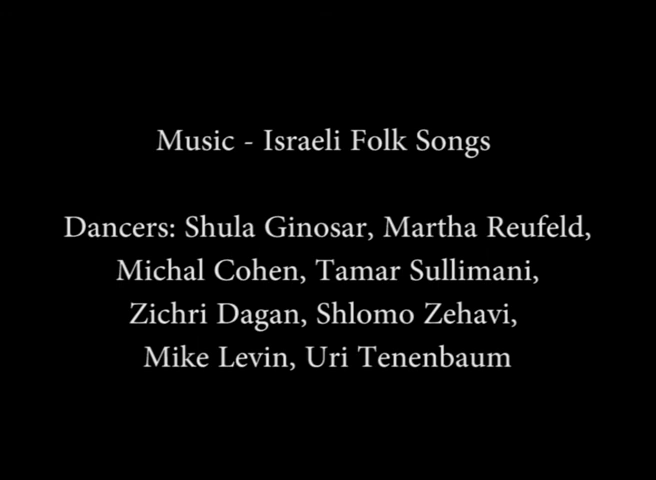 Music - Israeli Folk Songs
Dancers: Shula Ginosar, Martha Reufeld,
Michal Cohen, Tamar Sullimani,
Zichri Dagan, Shlomo Zehavi,
Mike Levin, Uri Tenenbaum